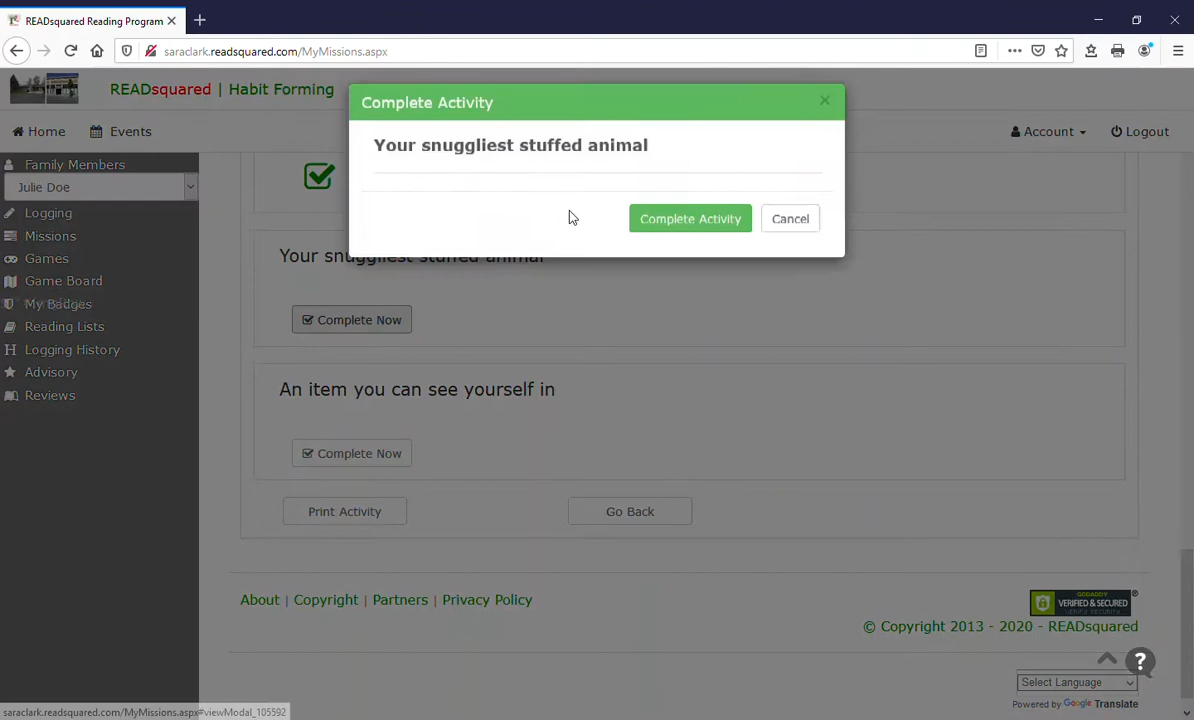 READsquared Reading Program
saraclark.readsquared.com/MyMissions.aspx
READsquared | Habit Forming
Complete Activity
Home
Events
Account
Logout
Your snuggliest stuffed animal
Family Members
Julie Doe
Logging
Missions
Games
Game Board
My Badges
Reading Lists
Logging History
Advisory
Reviews
Complete Activity
Cancel
Your snuggliest stuffed animal
Complete Now
An item you can see yourself in
Complete Now
Print Activity
Go Back
About | Copyright | Partners | Privacy Policy
GODADDY
VERIFIED & SECURED
VERIFY SECURITY
© Copyright 2013 - 2020 - READsquared
?
Select Language
Powered by Google Translate
saraclark.readsquared.com/MyMissions.aspx#viewModal_105592